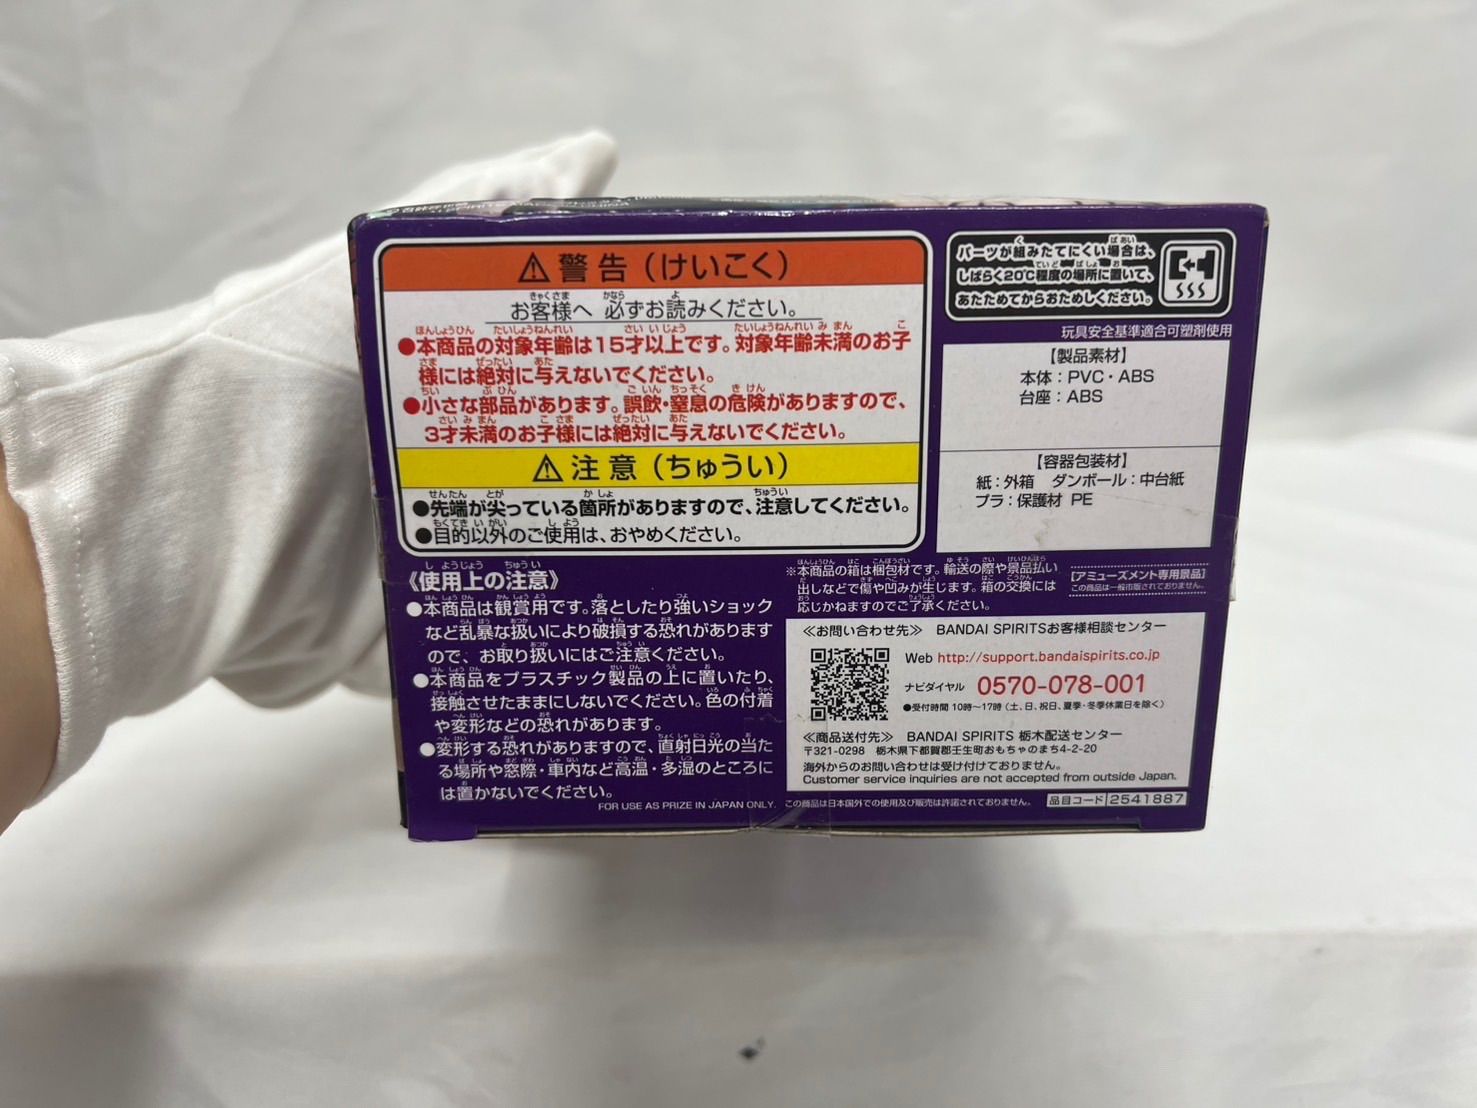 ⚠警告（けいこく）
お客様へ 必ずお読みください。
●本商品の対象年齢は15才以上です。対象年齢未満のお子
様には絶対に与えないでください。
●小さな部品があります。誤飲・窒息の危険がありますので、
3才未満のお子様には絶対に与えないでください。
⚠注意（ちゅうい）
●先端が尖っている箇所がありますので、注意してください。
●目的以外のご使用は、おやめください。
《使用上の注意》
●本商品は観賞用です。落としたり強いショック
など乱暴な扱いにより破損する恐れがあります
ので、お取り扱いにはご注意ください。
●本商品をプラスチック製品の上に置いたり、
接触させたままにしないでください。色の付着
や変形などの恐れがあります。
●変形する恐れがありますので、直射日光の当た
る場所や窓際・車内など高温・多湿のところに
は置かないでください。
パーツが組みたてにくい場合は、
しばらく20℃程度の場所に置いて、
あたためてからおためしください。
玩具安全基準適合可塑剤使用
【製品素材】
本体：PVC・ABS
台座：ABS
【容器包装材】
紙：外箱 ダンボール：中台紙
プラ：保護材 PE
※本商品の箱は梱包材です。輸送の際や景品払い
出しなどで傷や凹みが生じます。箱の交換には
応じかねますのでご了承ください。
[アミューズメント専用景品]
この商品は一般市販されておりません。
≪お問い合わせ先≫ BANDAI SPIRITSお客様相談センター
Web http://support.bandaispirits.co.jp
ナビダイヤル 0570-078-001
●受付時間 10時～17時（土、日、祝日、夏季・冬季休業日を除く）
≪商品送付先≫ BANDAI SPIRITS 栃木配送センター
〒321-0298 栃木県下都賀郡壬生町おもちゃのまち4-2-20
海外からのお問い合わせは受け付けておりません。
Customer service inquiries are not accepted from outside Japan.
FOR USE AS PRIZE IN JAPAN ONLY. この商品は日本国外での使用及び販売は許諾されておりません。
品目コード 2541887